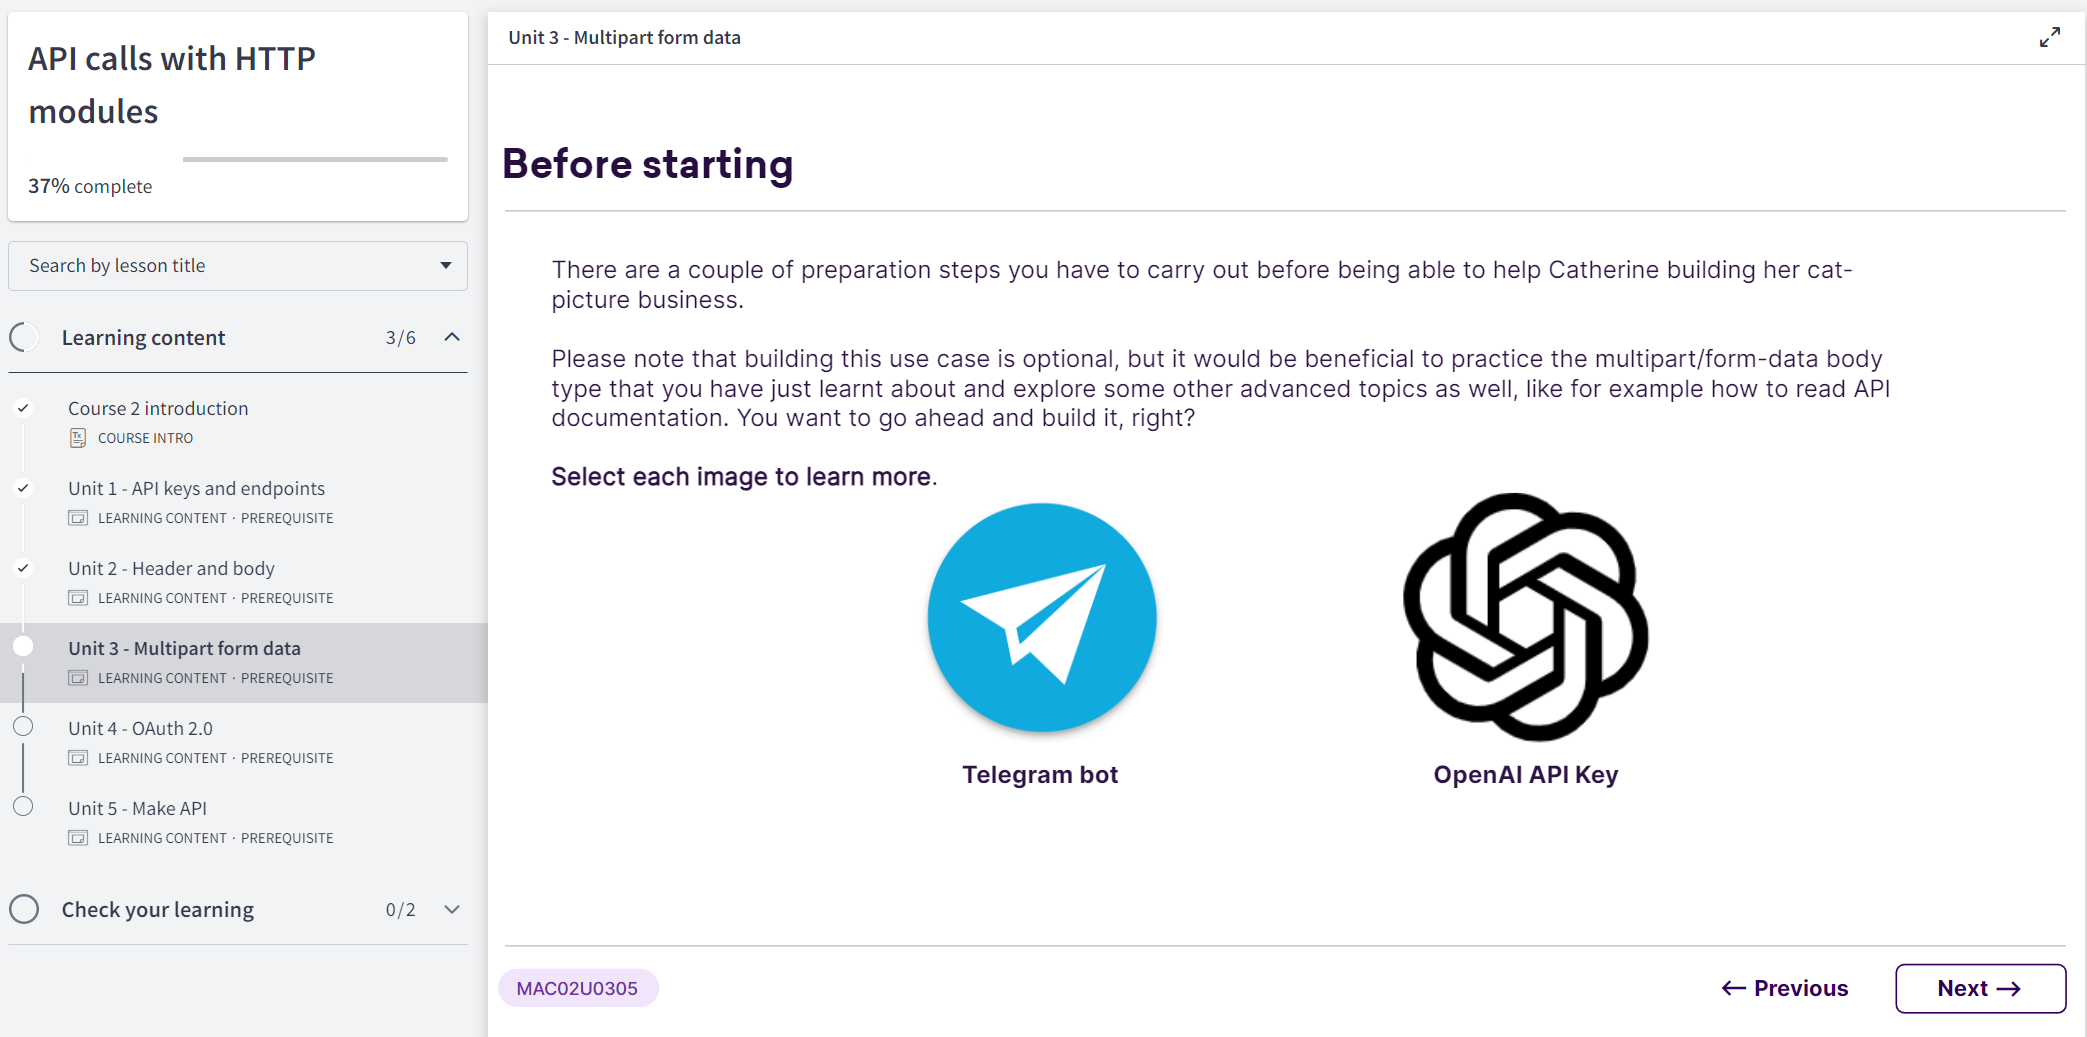 API calls with HTTP
modules
37% complete
Search by lesson title
Learning content 3/6
Course 2 introduction
COURSE INTRO
Unit 1 - API keys and endpoints
LEARNING CONTENT · PREREQUISITE
Unit 2 - Header and body
LEARNING CONTENT · PREREQUISITE
Unit 3 - Multipart form data
LEARNING CONTENT · PREREQUISITE
Unit 4 - OAuth 2.0
LEARNING CONTENT · PREREQUISITE
Unit 5 - Make API
LEARNING CONTENT · PREREQUISITE
Check your learning 0/2
Unit 3 - Multipart form data
Before starting
There are a couple of preparation steps you have to carry out before being able to help Catherine building her cat-
picture business.
Please note that building this use case is optional, but it would be beneficial to practice the multipart/form-data body
type that you have just learnt about and explore some other advanced topics as well, like for example how to read API
documentation. You want to go ahead and build it, right?
Select each image to learn more.
Telegram bot
OpenAI API Key
MAC02U0305
← Previous
Next →